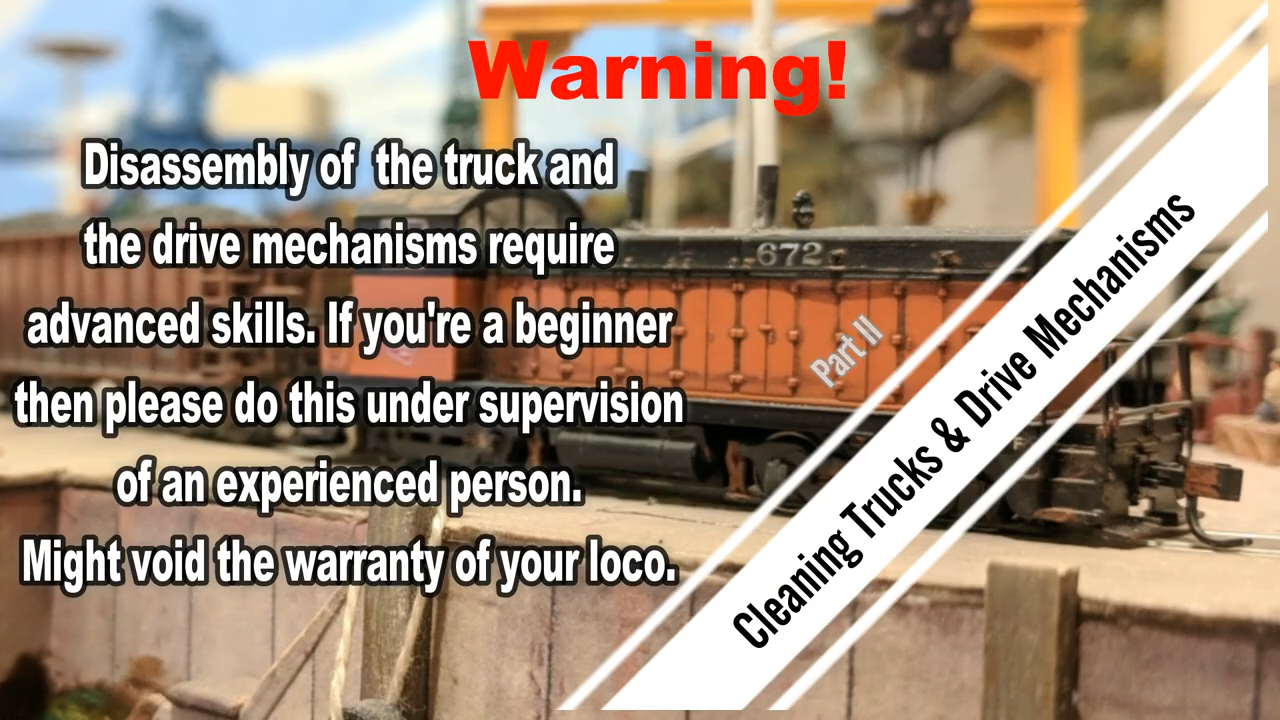 Warning!
Disassembly of the truck and
the drive mechanisms require
advanced skills. If you're a beginner
then please do this under supervision
of an experienced person.
Might void the warranty of your loco.
672
Part II
Cleaning Trucks & Drive Mechanisms